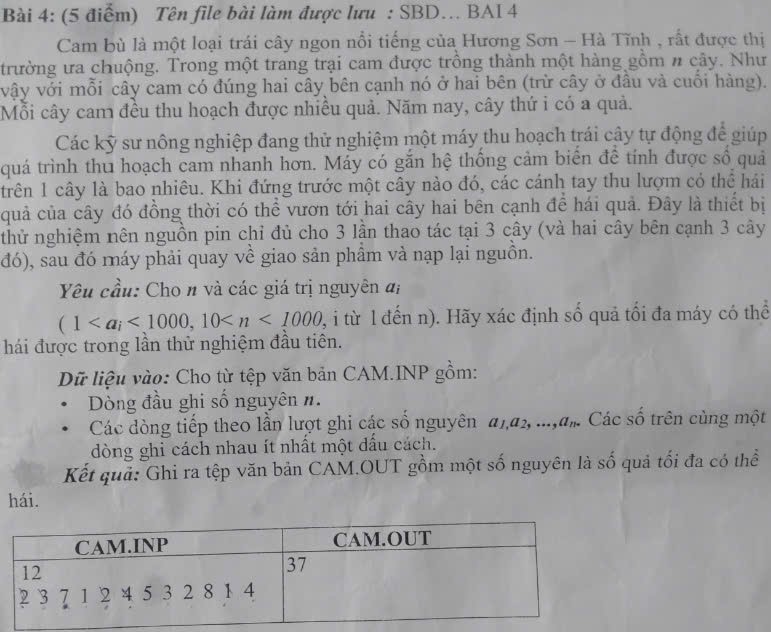 Bài 4: (5 điểm) Tên file bài làm được lưu : SBD... BAI 4
Cam bù là một loại trái cây ngon nổi tiếng của Hương Sơn – Hà Tĩnh , rất được thị
trường ưa chuộng. Trong một trang trại cam được trồng thành một hàng gồm n cây. Như
vậy với mỗi cây cam có đúng hai cây bên cạnh nó ở hai bên (trừ cây ở đầu và cuối hàng).
Mỗi cây cam đều thu hoạch được nhiều quả. Năm nay, cây thứ i có a quả.
Các kỹ sư nông nghiệp đang thử nghiệm một máy thu hoạch trái cây tự động để giúp
quá trình thu hoạch cam nhanh hơn. Máy có gắn hệ thống cảm biến để tính được số quả
trên 1 cây là bao nhiêu. Khi đứng trước một cây nào đó, các cánh tay thu lượm có thể hái
quả của cây đó đồng thời có thể vươn tới hai cây hai bên cạnh để hái quả. Đây là thiết bị
thử nghiệm nên nguồn pin chỉ đủ cho 3 lần thao tác tại 3 cây (và hai cây bên cạnh 3 cây
đó), sau đó máy phải quay về giao sản phẩm và nạp lại nguồn.
Yêu cầu: Cho n và các giá trị nguyên ai
( 1 < ai < 1000, 10< n < 1000, i từ 1 đến n). Hãy xác định số quả tối đa máy có thể
hái được trong lần thử nghiệm đầu tiên.
Dữ liệu vào: Cho từ tệp văn bản CAM.INP gồm:
• Dòng đầu ghi số nguyên n.
• Các dòng tiếp theo lần lượt ghi các số nguyên a1,a2, ...,an. Các số trên cùng một
dòng ghi cách nhau ít nhất một dấu cách.
Kết quả: Ghi ra tệp văn bản CAM.OUT gồm một số nguyên là số quả tối đa có thể
hái.
CAM.INP CAM.OUT
12 37
2 3 7 1 2 4 5 3 2 8 1 4